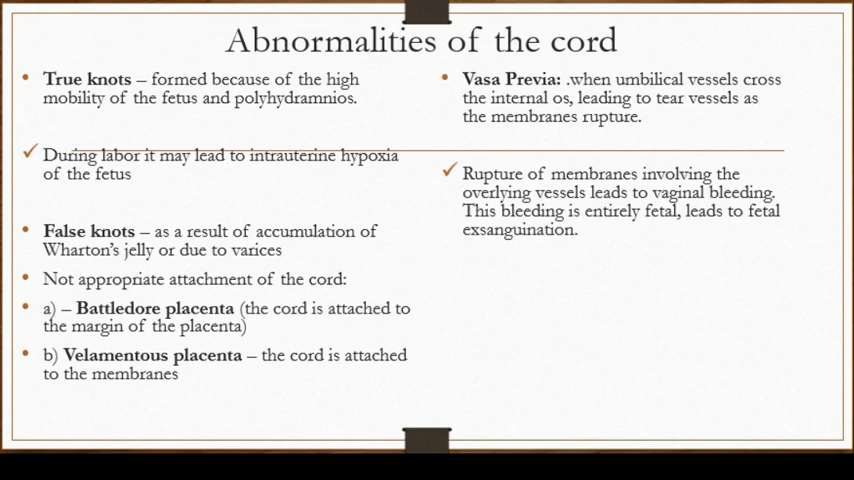 Abnormalities of the cord
True knots – formed because of the high
mobility of the fetus and polyhydramnios.
During labor it may lead to intrauterine hypoxia
of the fetus
False knots – as a result of accumulation of
Wharton's jelly or due to varices
Not appropriate attachment of the cord:
a) – Battledore placenta (the cord is attached to
the margin of the placenta)
b) Velamentous placenta – the cord is attached
to the membranes
Vasa Previa: .when umbilical vessels cross
the internal os, leading to tear vessels as
the membranes rupture.
Rupture of membranes involving the
overlying vessels leads to vaginal bleeding.
This bleeding is entirely fetal, leads to fetal
exsanguination.